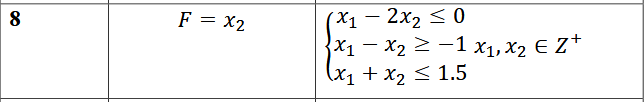 8 F = x₂ x₁ − 2x₂ ≤ 0
x₁ − x₂ ≥ −1 x₁, x₂ ∈ Z⁺
x₁ + x₂ ≤ 1.5